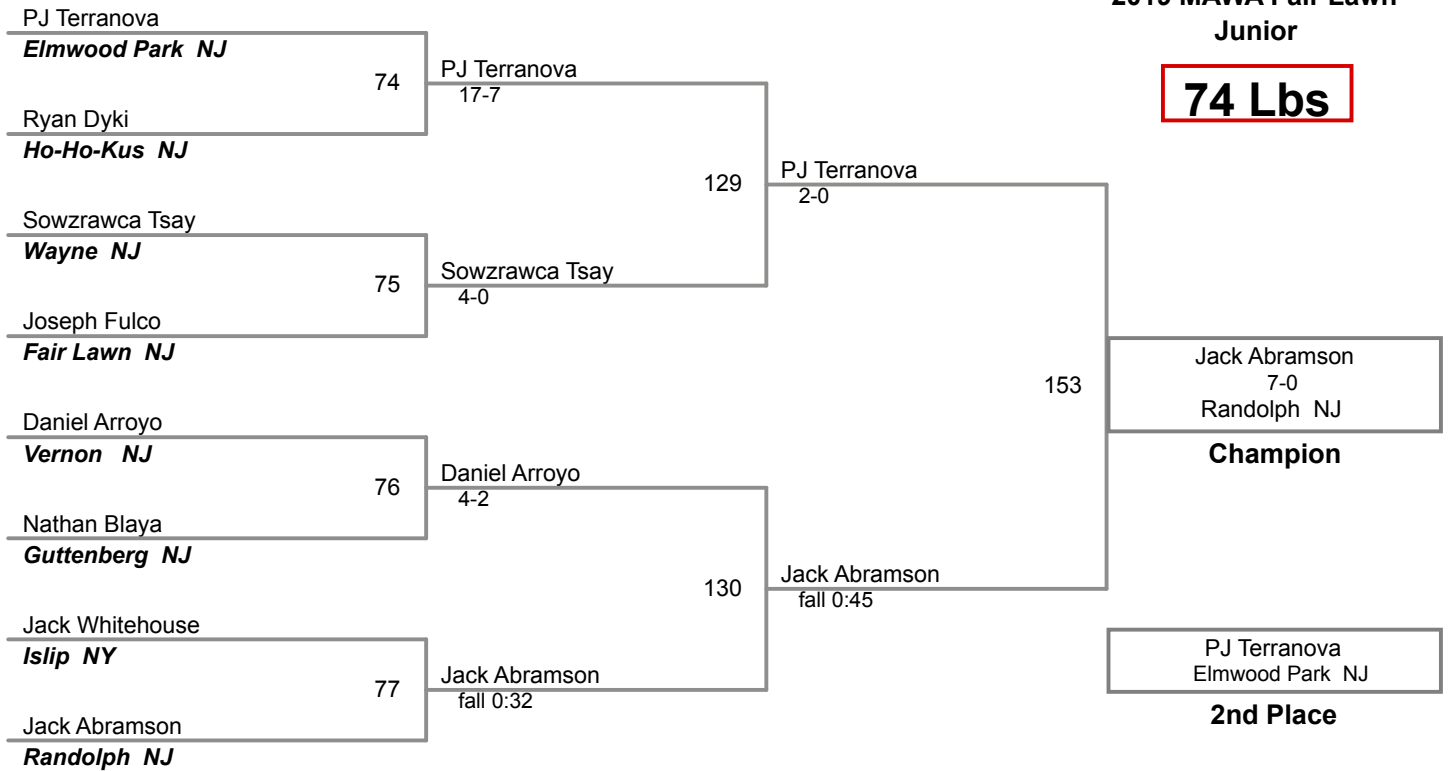 2015 MAWA Fair Lawn
Junior
74 Lbs
PJ Terranova
Elmwood Park NJ
74
Ryan Dyki
Ho-Ho-Kus NJ
PJ Terranova
17-7
129
Sowzrawca Tsay
Wayne NJ
75
Joseph Fulco
Fair Lawn NJ
Sowzrawca Tsay
4-0
PJ Terranova
2-0
153
Daniel Arroyo
Vernon NJ
76
Nathan Blaya
Guttenberg NJ
Daniel Arroyo
4-2
130
Jack Whitehouse
Islip NY
77
Jack Abramson
Randolph NJ
Jack Abramson
fall 0:32
Jack Abramson
fall 0:45
Jack Abramson
7-0
Randolph NJ
Champion
PJ Terranova
Elmwood Park NJ
2nd Place